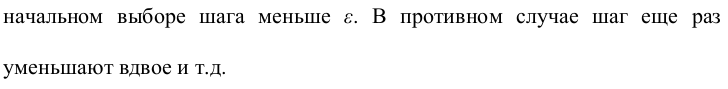 начальном выборе шага меньше ε. В противном случае шаг еще раз
уменьшают вдвое и т.д.